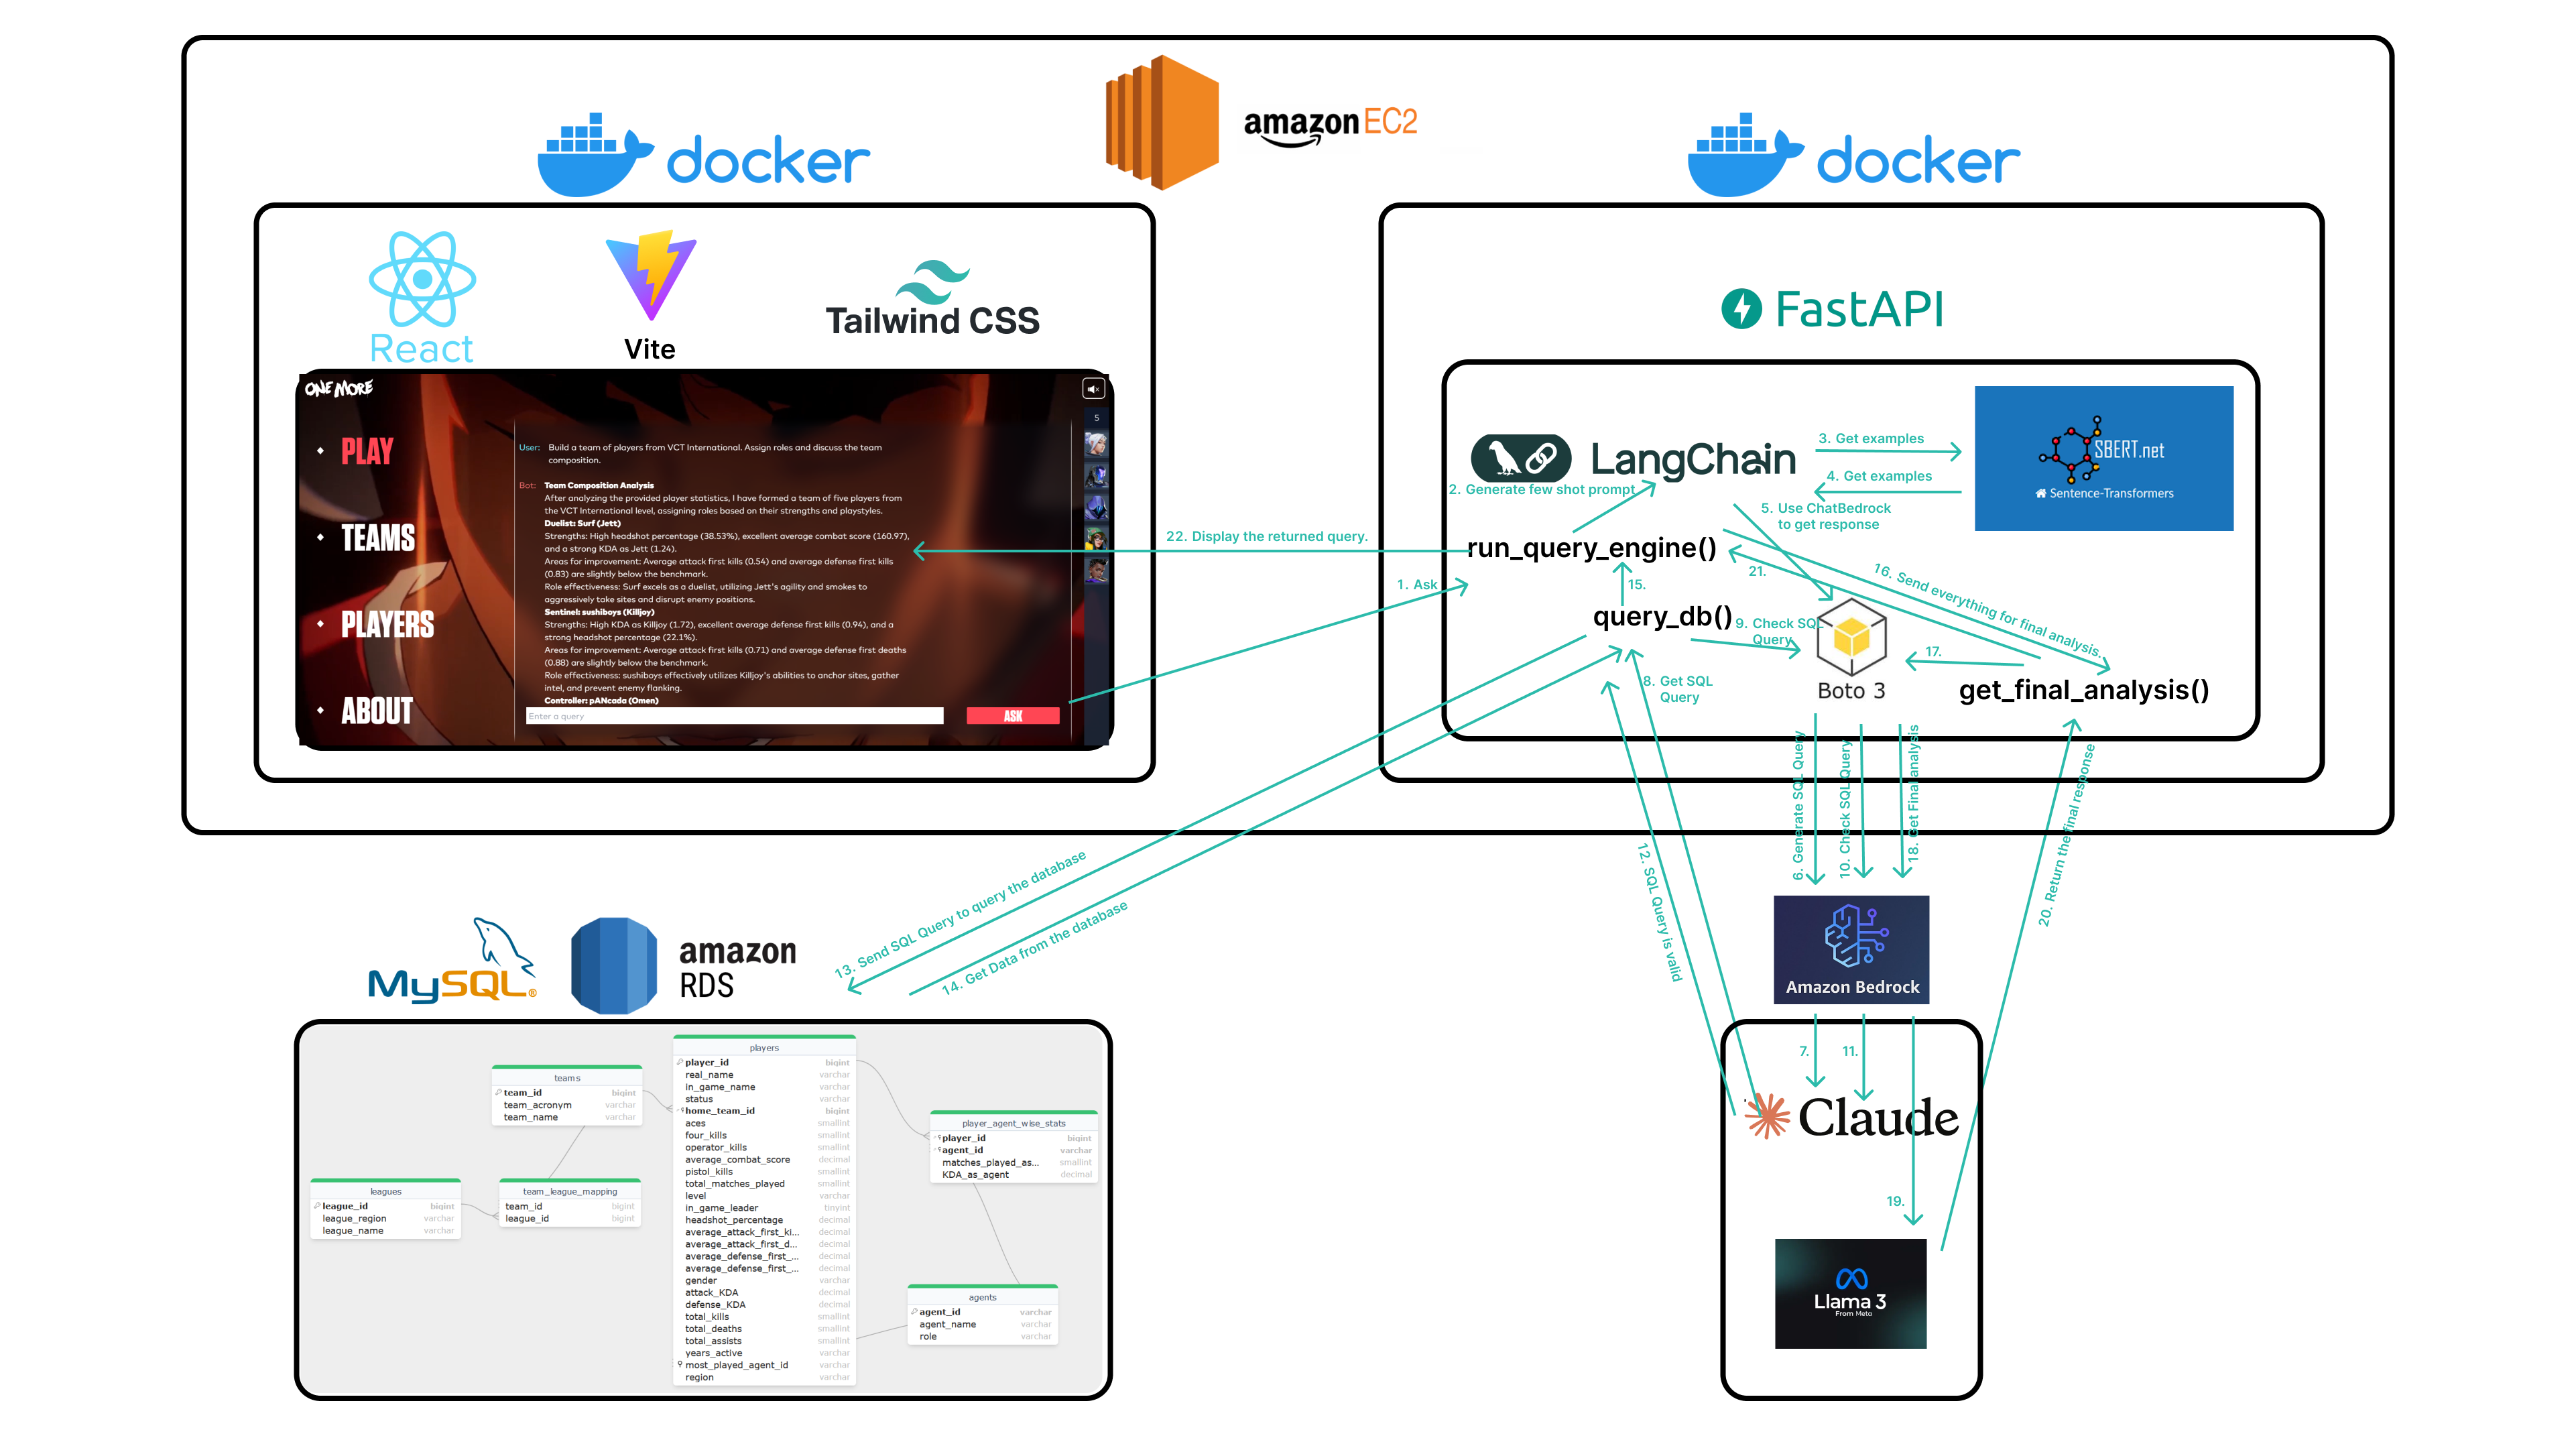 amazon EC2
docker
docker
React
Vite
Tailwind CSS
ONE MORE
PLAY
TEAMS
PLAYERS
ABOUT
User: Build a team of players from VCT International. Assign roles and discuss the team
composition.
Bot: Team Composition Analysis
After analyzing the provided player statistics, I have formed a team of five players from
the VCT International level, assigning roles based on their strengths and playstyles.
Duelist: Surf (Jett)
Strengths: High headshot percentage (38.53%), excellent average combat score (160.97),
and a strong KDA as Jett (1.24).
Areas for improvement: Average attack first kills (0.54) and average defense first kills
(0.83) are slightly below the benchmark.
Role effectiveness: Surf excels as a duelist, utilizing Jett's agility and smokes to
aggressively take sites and disrupt enemy positions.
Sentinel: sushiboys (Killjoy)
Strengths: High KDA as Killjoy (1.72), excellent average defense first kills (0.94), and a
strong headshot percentage (22.1%).
Areas for improvement: Average attack first kills (0.71) and average defense first deaths
(0.88) are slightly below the benchmark.
Role effectiveness: sushiboys effectively utilizes Killjoy's abilities to anchor sites, gather
intel, and prevent enemy flanking.
Controller: pANcada (Omen)
Enter a query
ASK
5
FastAPI
LangChain
SBERT.net
Sentence-Transformers
3. Get examples
4. Get examples
2. Generate few shot prompt
5. Use ChatBedrock
to get response
22. Display the returned query.
run_query_engine()
1. Ask
15.
21.
16. Send everything for final analysis.
query_db()
9. Check SQL
Query
17.
8. Get SQL
Query
Boto 3
get_final_analysis()
6. Generate SQL Query
10. Check SQL Query
18. Get Final analysis
20. Return the final response
12. SQL Query is valid
13. Send SQL Query to query the database
14. Get Data from the database
MySQL®
amazon
RDS
Amazon Bedrock
7.
11.
Claude
19.
Llama 3
From Meta
teams
team_id bigint
team_acronym varchar
team_name varchar
leagues
league_id bigint
league_region varchar
league_name varchar
team_league_mapping
team_id bigint
league_id bigint
players
player_id bigint
real_name varchar
in_game_name varchar
status varchar
home_team_id bigint
aces smallint
four_kills smallint
operator_kills smallint
average_combat_score decimal
pistol_kills smallint
total_matches_played smallint
level varchar
in_game_leader tinyint
headshot_percentage decimal
average_attack_first_ki... decimal
average_attack_first_d... decimal
average_defense_first_... decimal
average_defense_first_... decimal
gender varchar
attack_KDA decimal
defense_KDA decimal
total_kills smallint
total_deaths smallint
total_assists smallint
years_active varchar
most_played_agent_id varchar
region varchar
player_agent_wise_stats
player_id bigint
agent_id varchar
matches_played_as... smallint
KDA_as_agent decimal
agents
agent_id varchar
agent_name varchar
role varchar